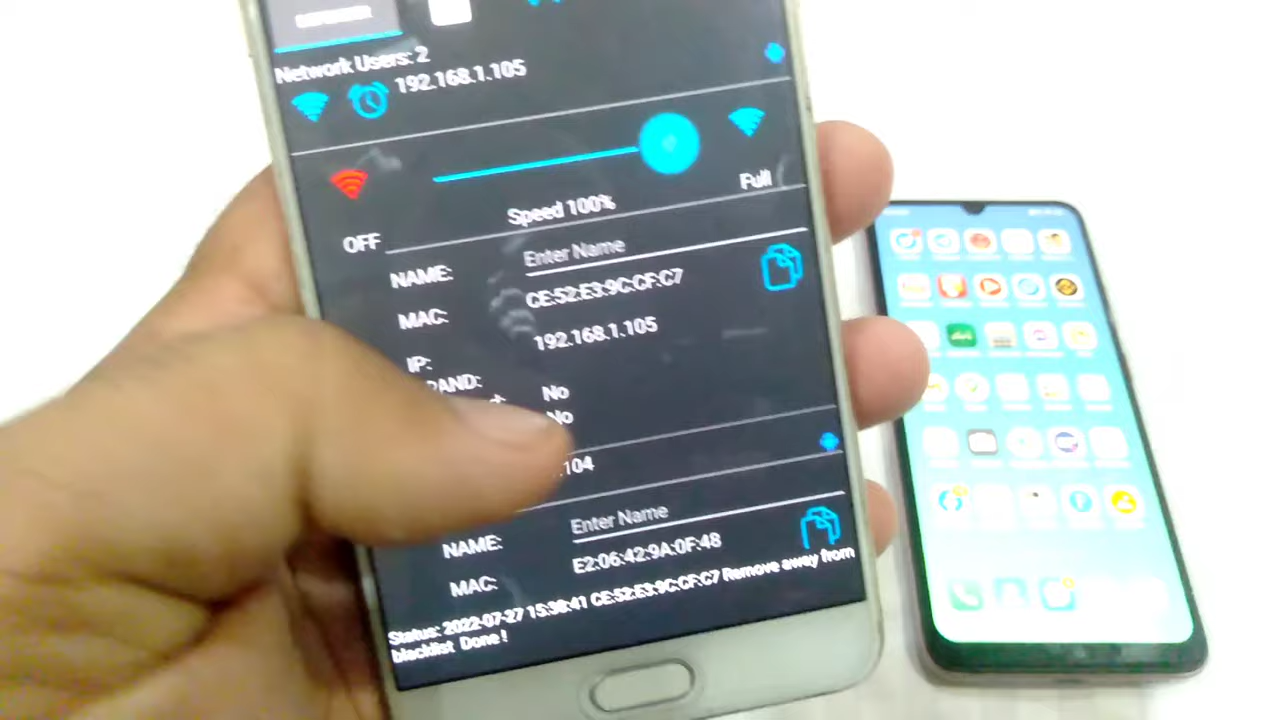 Network Users: 2
192.168.1.105
OFF
Speed 100%
Full
NAME: Enter Name
MAC: CE:52:E3:9C:CF:C7
IP: 192.168.1.105
No
No
104
NAME: Enter Name
MAC: E2:06:42:9A:0F:48
Status: 2022-07-27 15:38:41 CE:52:E3:9C:CF:C7 Remove away from
blacklist Done !